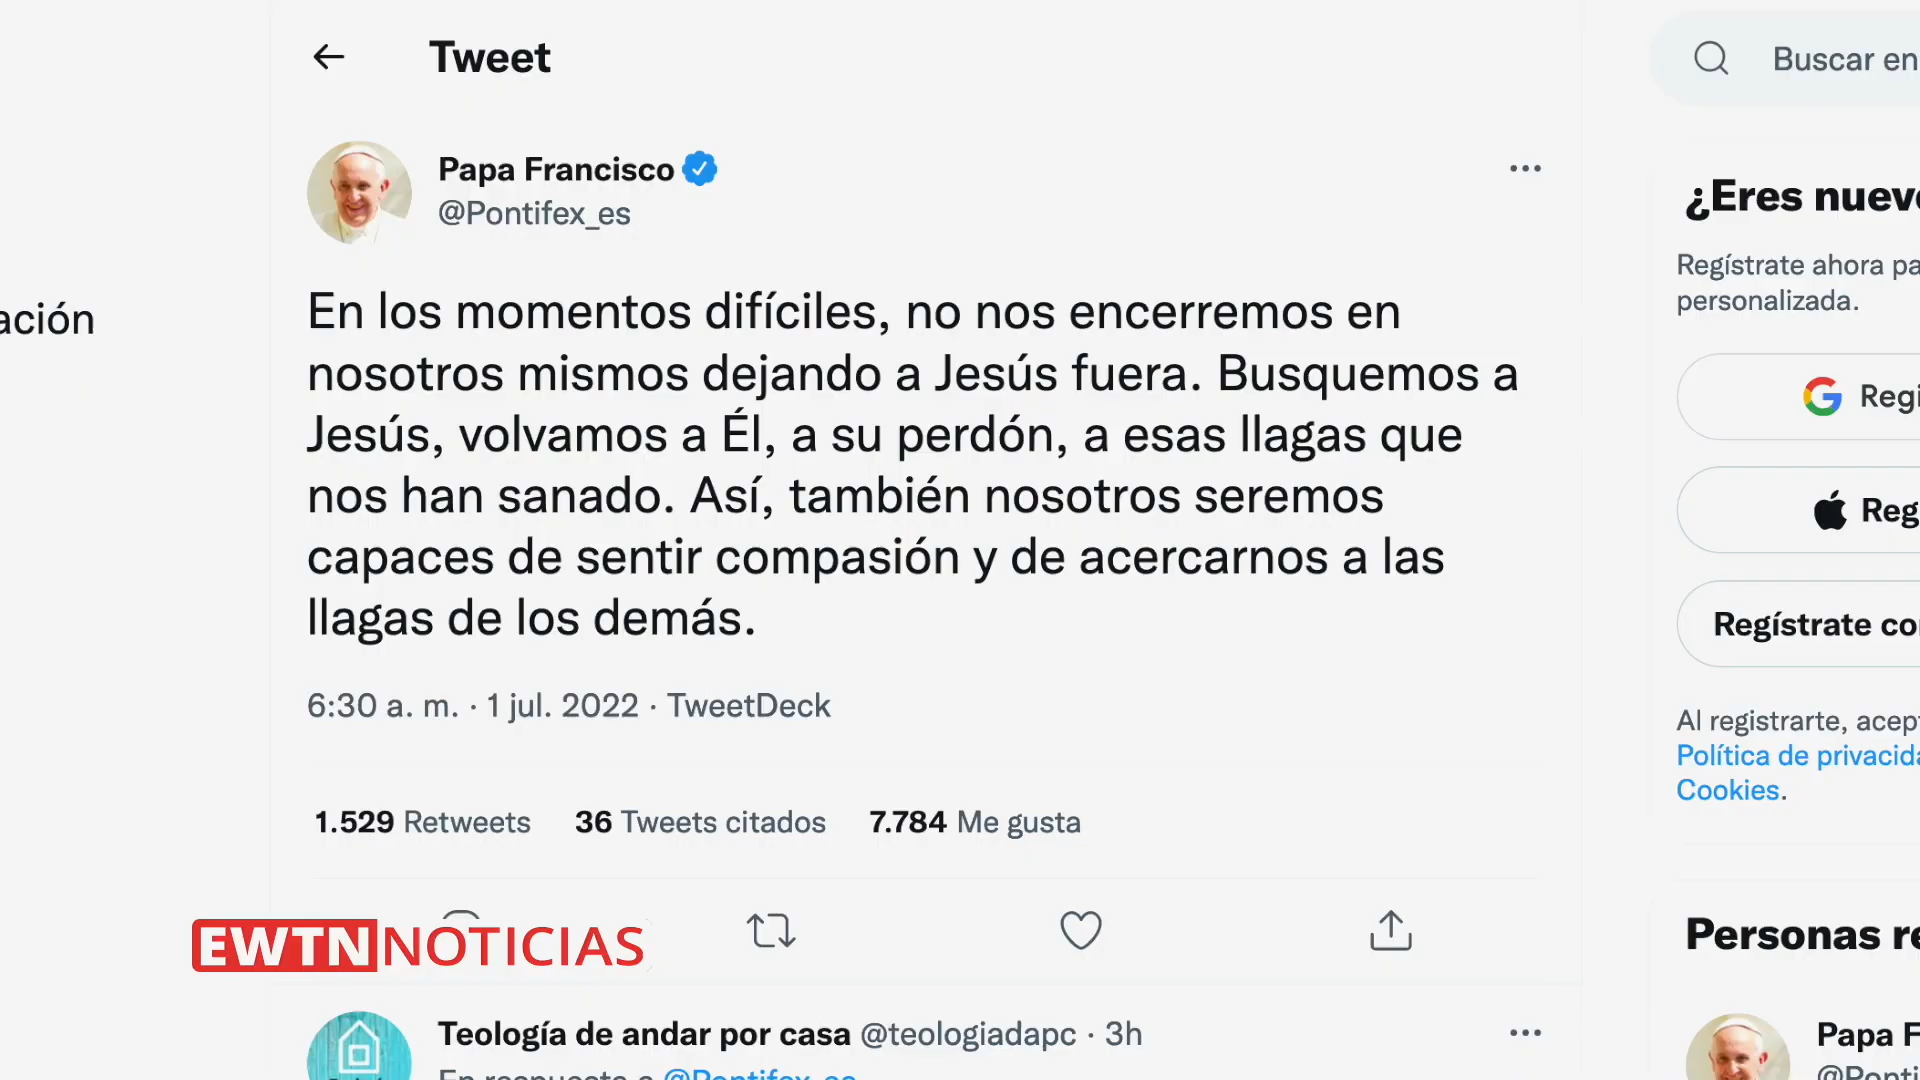 Tweet
Buscar en
Papa Francisco
@Pontifex_es
ación
En los momentos difíciles, no nos encerremos en
nosotros mismos dejando a Jesús fuera. Busquemos a
Jesús, volvamos a Él, a su perdón, a esas llagas que
nos han sanado. Así, también nosotros seremos
capaces de sentir compasión y de acercarnos a las
llagas de los demás.
6:30 a. m. · 1 jul. 2022 · TweetDeck
1.529 Retweets 36 Tweets citados 7.784 Me gusta
EWTN NOTICIAS
Teología de andar por casa @teologiadapc · 3h
En respuesta a @Pontifex_es
¿Eres nuevo
Regístrate ahora pa
personalizada.
Regi
Reg
Regístrate co
Al registrarte, acep
Política de privacida
Cookies.
Personas re
Papa F
@Ponti